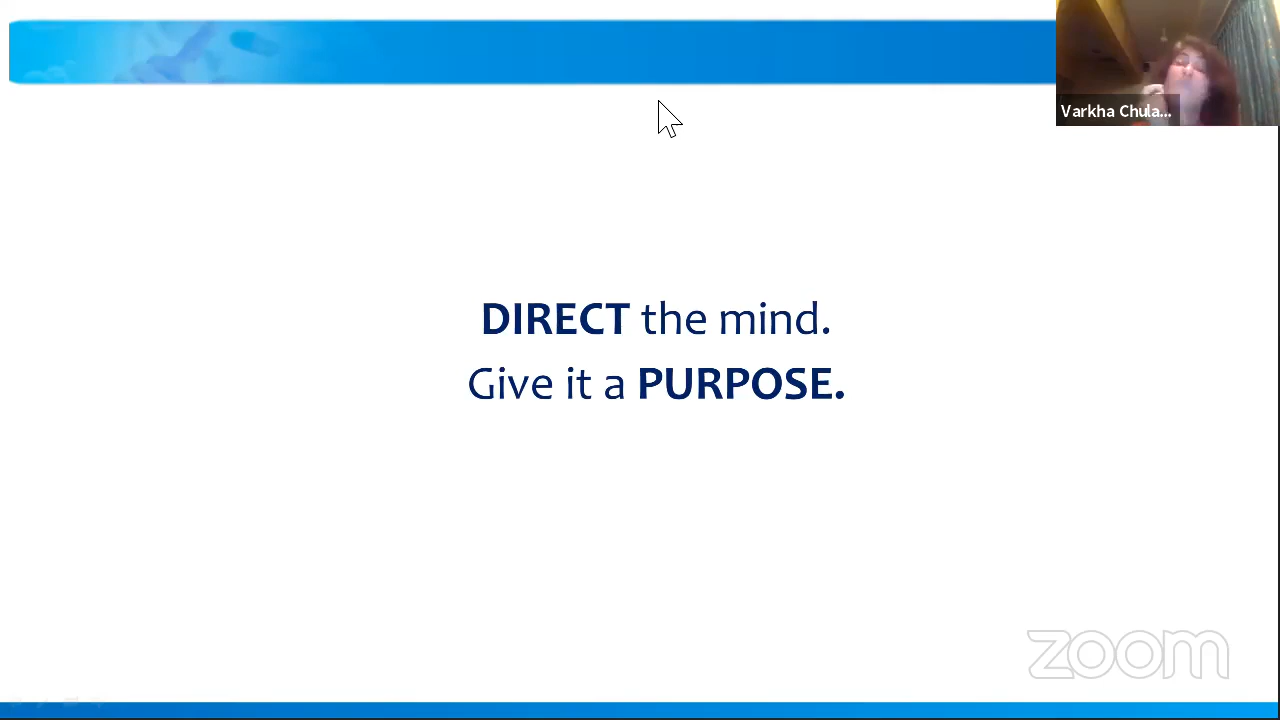 Varkha Chula...
DIRECT the mind.
Give it a PURPOSE.
zoom